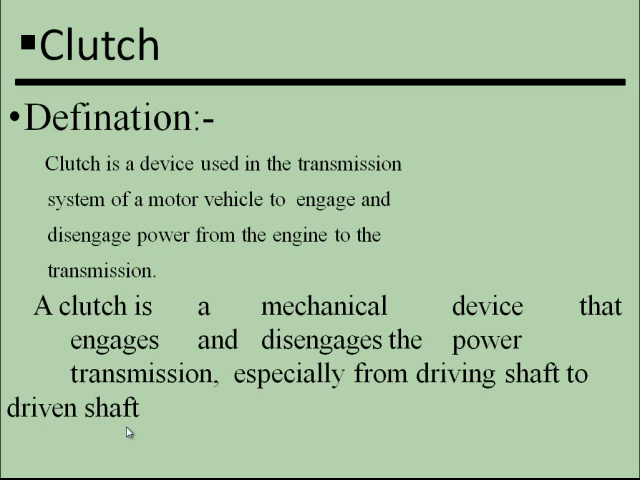 ▪Clutch
•Defination:-
Clutch is a device used in the transmission
system of a motor vehicle to engage and
disengage power from the engine to the
transmission.
A clutch is a mechanical device that
engages and disengages the power
transmission, especially from driving shaft to
driven shaft